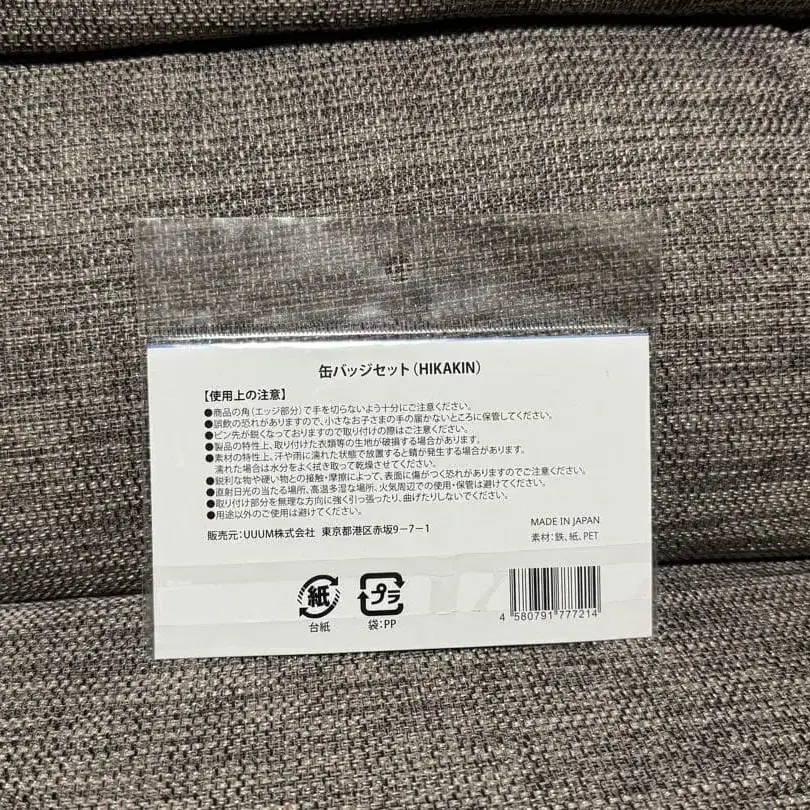 缶バッジセット（HIKAKIN）
【使用上の注意】
●商品の角（エッジ部分）で手を切らないよう十分にご注意ください。
●誤飲の恐れがありますので、小さなお子さまの手の届かないところに保管してください。
●ピン先が鋭くなっておりますので取り付けの際はご注意ください。
●製品の特性上、取り付けた衣類等の生地が破損する場合があります。
●素材の特性上、汗や雨に濡れた状態で放置すると錆が発生する場合があります。
濡れた場合は水分をよく拭き取って乾燥させてください。
●鋭利な物や硬い物との接触・摩擦によって、表面に傷がつく恐れがありますのでご注意ください。
●直射日光の当たる場所、高温多湿な場所、火気周辺での使用・保管は避けてください。
●取り付け部分を無理な方向に強く引っ張ったり、曲げたりしないでください。
●用途以外のご使用は避けてください。
販売元：UUUM株式会社 東京都港区赤坂9－7－1
MADE IN JAPAN
素材：鉄、紙、PET
紙
台紙
プラ
袋：PP
4 580791 777214